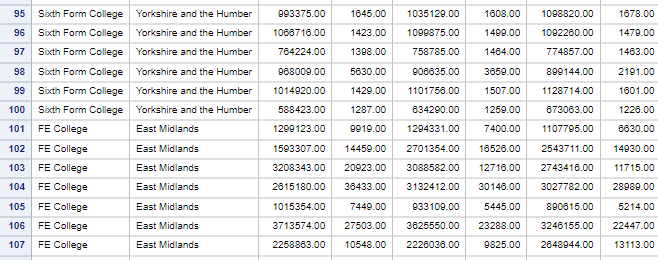 95 Sixth Form College Yorkshire and the Humber 993375.00 1645.00 1035129.00 1608.00 1098820.00 1678.00
96 Sixth Form College Yorkshire and the Humber 1066716.00 1423.00 1099875.00 1499.00 1092260.00 1479.00
97 Sixth Form College Yorkshire and the Humber 764224.00 1398.00 758785.00 1464.00 774857.00 1463.00
98 Sixth Form College Yorkshire and the Humber 968009.00 5630.00 906635.00 3659.00 899144.00 2191.00
99 Sixth Form College Yorkshire and the Humber 1014920.00 1429.00 1101756.00 1507.00 1128714.00 1601.00
100 Sixth Form College Yorkshire and the Humber 588423.00 1287.00 634290.00 1259.00 673063.00 1226.00
101 FE College East Midlands 1299123.00 9919.00 1294331.00 7400.00 1107795.00 6630.00
102 FE College East Midlands 1593307.00 14459.00 2701354.00 16526.00 2543711.00 14930.00
103 FE College East Midlands 3208343.00 20923.00 3088582.00 12716.00 2743416.00 11715.00
104 FE College East Midlands 2615180.00 36433.00 3132412.00 30146.00 3027782.00 28989.00
105 FE College East Midlands 1015354.00 7449.00 933109.00 5445.00 890615.00 5214.00
106 FE College East Midlands 3713574.00 27503.00 3625550.00 23288.00 3246155.00 22447.00
107 FE College East Midlands 2258863.00 10548.00 2226036.00 9825.00 2648944.00 13113.00